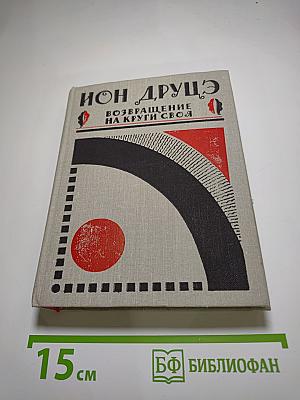 ИОН ДРУЦЭ
ВОЗВРАЩЕНИЕ
НА КРУГИ СВОЯ
15 см
БФ БИБЛИОФАН